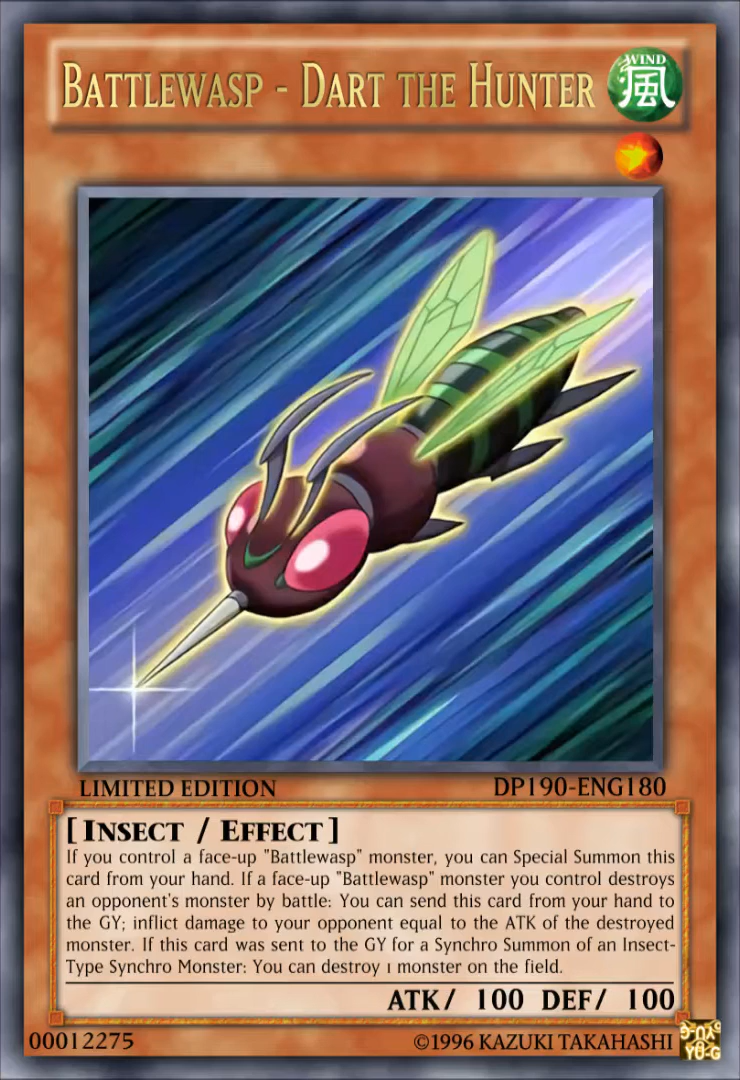 BATTLEWASP - DART THE HUNTER
WIND
風
LIMITED EDITION
DP190-ENG180
[INSECT / EFFECT]
If you control a face-up "Battlewasp" monster, you can Special Summon this
card from your hand. If a face-up "Battlewasp" monster you control destroys
an opponent's monster by battle: You can send this card from your hand to
the GY; inflict damage to your opponent equal to the ATK of the destroyed
monster. If this card was sent to the GY for a Synchro Summon of an Insect-
Type Synchro Monster: You can destroy 1 monster on the field.
ATK/ 100 DEF/ 100
00012275
©1996 KAZUKI TAKAHASHI